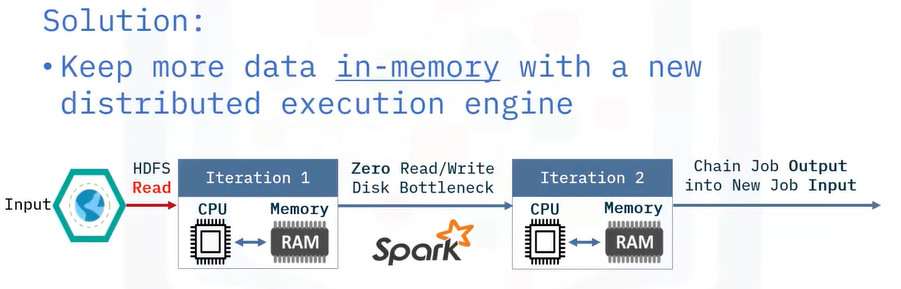 Solution:
• Keep more data in-memory with a new
distributed execution engine
Input
HDFS
Read
Iteration 1
CPU
Memory
RAM
Zero Read/Write
Disk Bottleneck
Spark
Iteration 2
CPU
Memory
RAM
Chain Job Output
into New Job Input